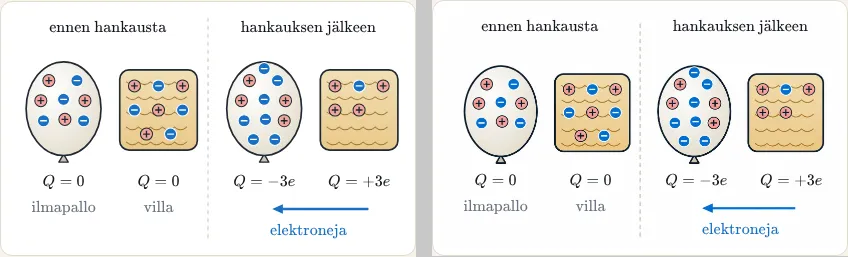 ennen hankausta
hankauksen jälkeen
Q = 0
Q = 0
Q = −3e
Q = +3e
ilmapallo
villa
elektroneja
ennen hankausta
hankauksen jälkeen
Q = 0
Q = 0
Q = −3e
Q = +3e
ilmapallo
villa
elektroneja